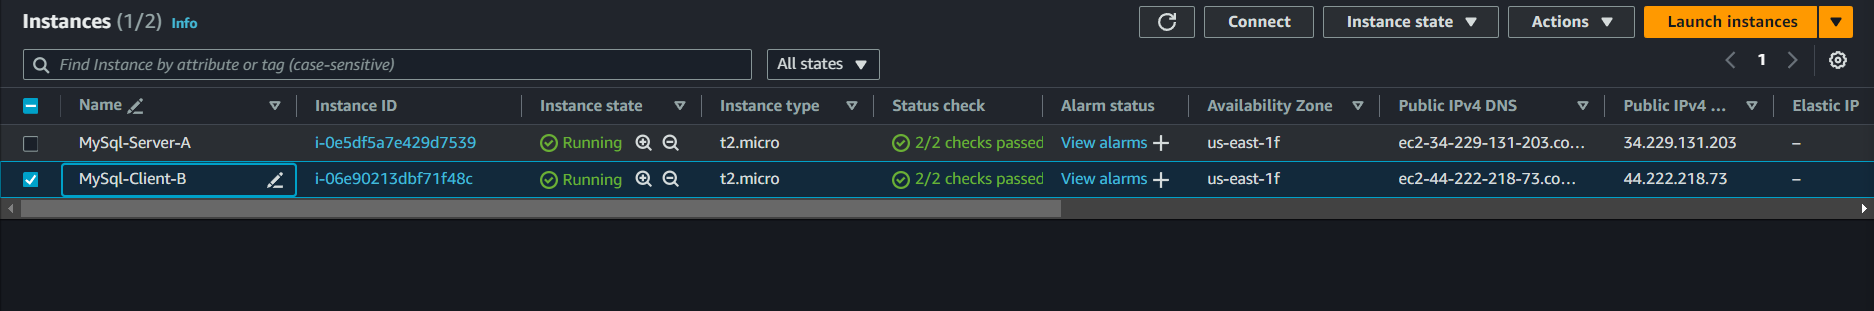 Instances (1/2) Info Connect Instance state Actions Launch instances
Find Instance by attribute or tag (case-sensitive) All states 1
Name Instance ID Instance state Instance type Status check Alarm status Availability Zone Public IPv4 DNS Public IPv4 ... Elastic IP
MySql-Server-A i-0e5df5a7e429d7539 Running t2.micro 2/2 checks passed View alarms + us-east-1f ec2-34-229-131-203.co... 34.229.131.203 –
MySql-Client-B i-06e90213dbf71f48c Running t2.micro 2/2 checks passed View alarms + us-east-1f ec2-44-222-218-73.co... 44.222.218.73 –